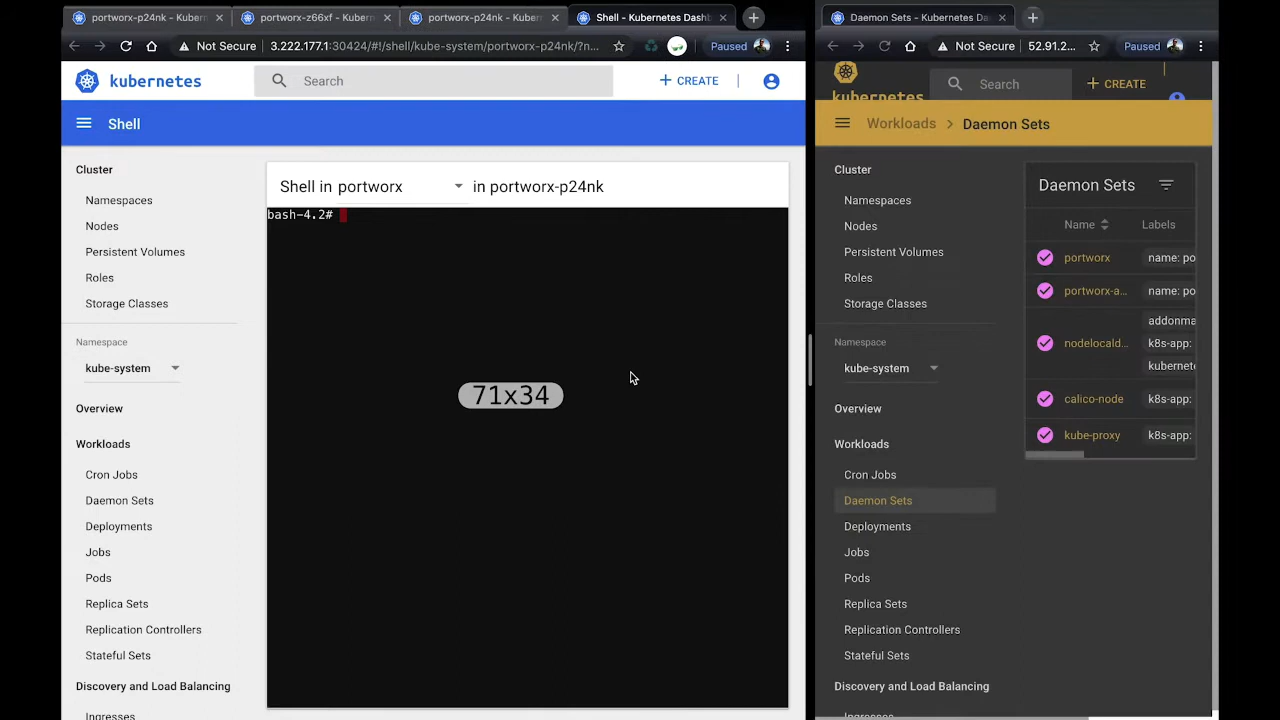 portworx-p24nk - Kubern
portworx-z66xf - Kubern
portworx-p24nk - Kubern
Shell - Kubernetes Dashb
Not Secure
3.222.177.1:30424/#!/shell/kube-system/portworx-p24nk/?n...
Paused
kubernetes
Search
+ CREATE
Shell
Cluster
Namespaces
Nodes
Persistent Volumes
Roles
Storage Classes
Namespace
kube-system
Overview
Workloads
Cron Jobs
Daemon Sets
Deployments
Jobs
Pods
Replica Sets
Replication Controllers
Stateful Sets
Discovery and Load Balancing
Ingresses
Shell in portworx in portworx-p24nk
bash-4.2#
71x34
Daemon Sets - Kubernetes Da
Not Secure
52.91.2...
Paused
kubernetes
Search
+ CREATE
Workloads > Daemon Sets
Cluster
Namespaces
Nodes
Persistent Volumes
Roles
Storage Classes
Namespace
kube-system
Overview
Workloads
Cron Jobs
Daemon Sets
Deployments
Jobs
Pods
Replica Sets
Replication Controllers
Stateful Sets
Discovery and Load Balancing
Daemon Sets
Name Labels
portworx name: po
portworx-a... name: po
addonma
nodelocald... k8s-app:
kubernete
calico-node k8s-app:
kube-proxy k8s-app: